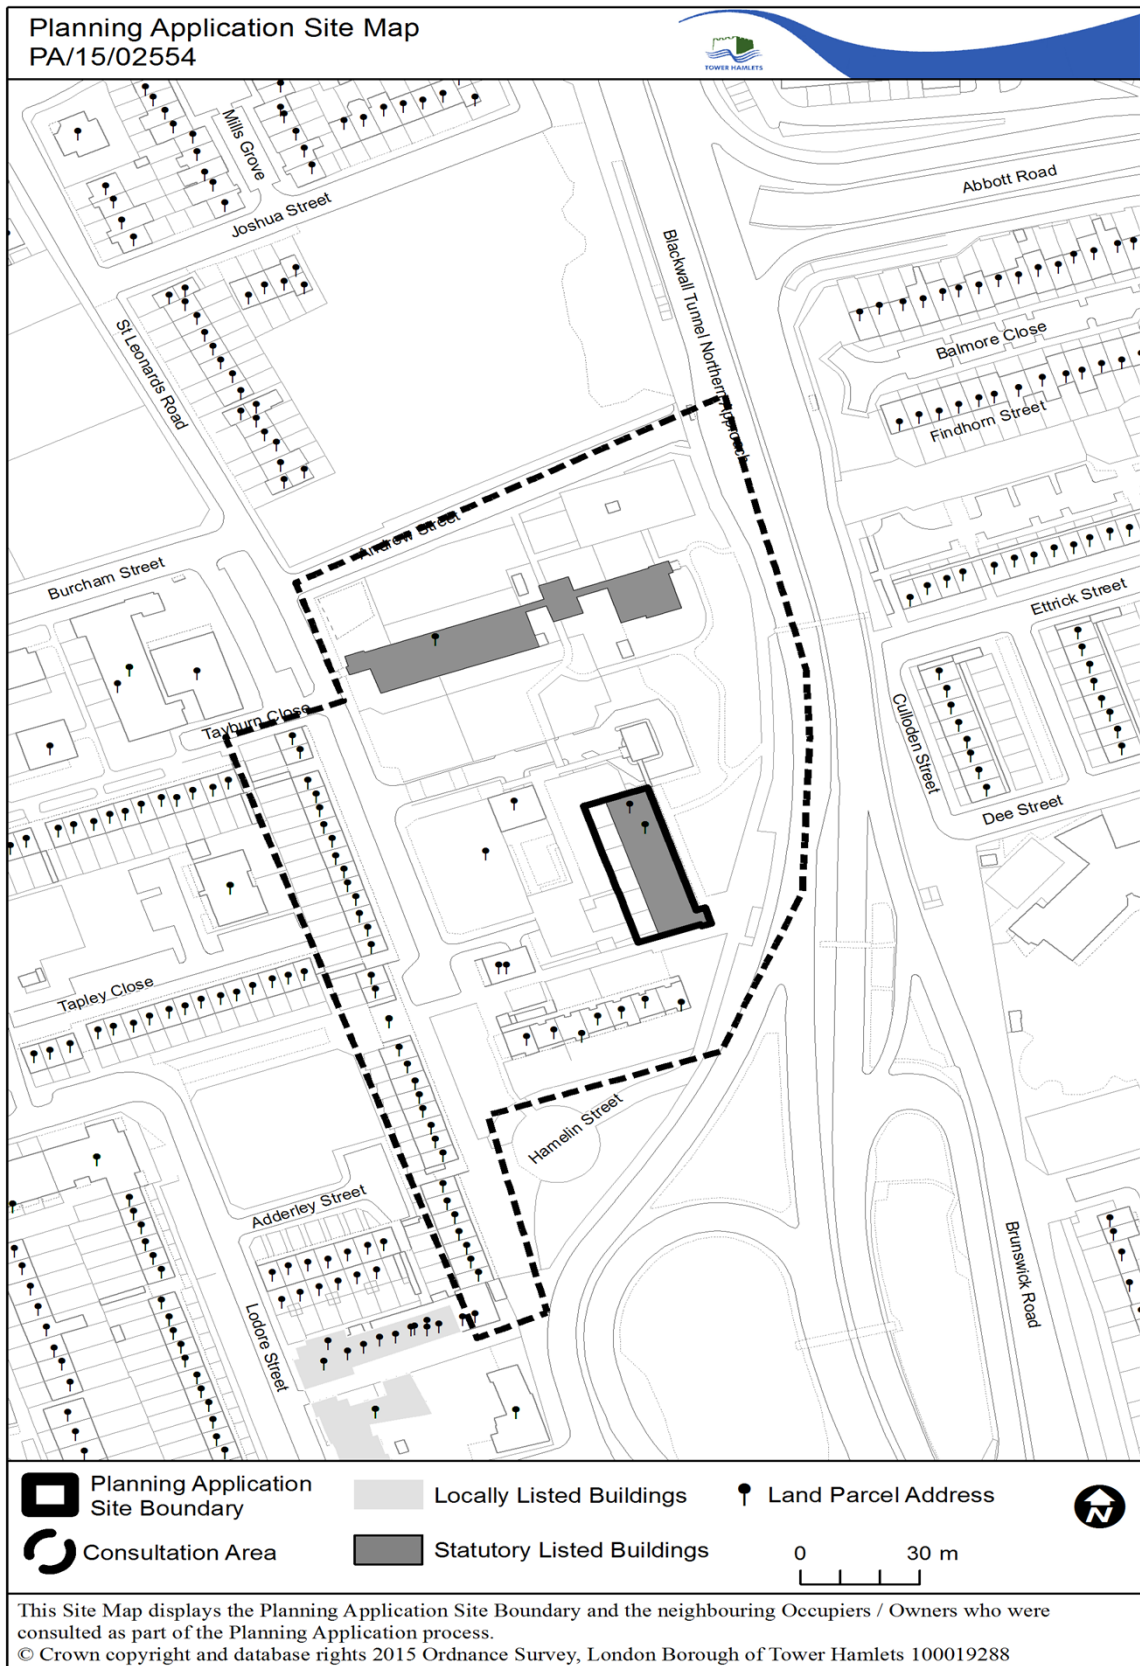 Planning Application Site Map
PA/15/02554
TOWER HAMLETS
Mills Grove
Joshua Street
Abbott Road
Blackwall Tunnel Northern Approach
St Leonards Road
Balmore Close
Findhorn Street
Andrew Street
Burcham Street
Ettrick Street
Tayburn Close
Culloden Street
Dee Street
Tapley Close
Hamelin Street
Adderley Street
Brunswick Road
Lodore Street
Planning Application
Site Boundary
Locally Listed Buildings
Land Parcel Address
N
Consultation Area
Statutory Listed Buildings
0 30 m
This Site Map displays the Planning Application Site Boundary and the neighbouring Occupiers / Owners who were
consulted as part of the Planning Application process.
© Crown copyright and database rights 2015 Ordnance Survey, London Borough of Tower Hamlets 100019288